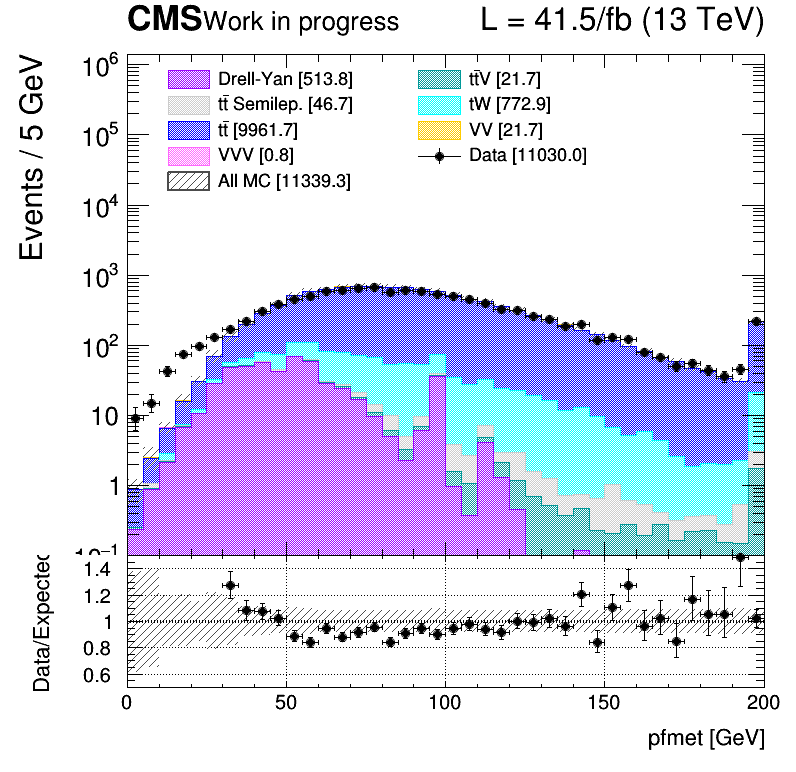 CMS Work in progress L = 41.5/fb (13 TeV)
Events / 5 GeV
Drell-Yan [513.8]
tt̄ Semilep. [46.7]
tt̄ [9961.7]
VVV [0.8]
All MC [11339.3]
tt̄V [21.7]
tW [772.9]
VV [21.7]
Data [11030.0]
10⁶
10⁵
10⁴
10³
10²
10
1
10⁻¹
Data/Expected
1.4
1.2
1
0.8
0.6
0 50 100 150 200
pfmet [GeV]